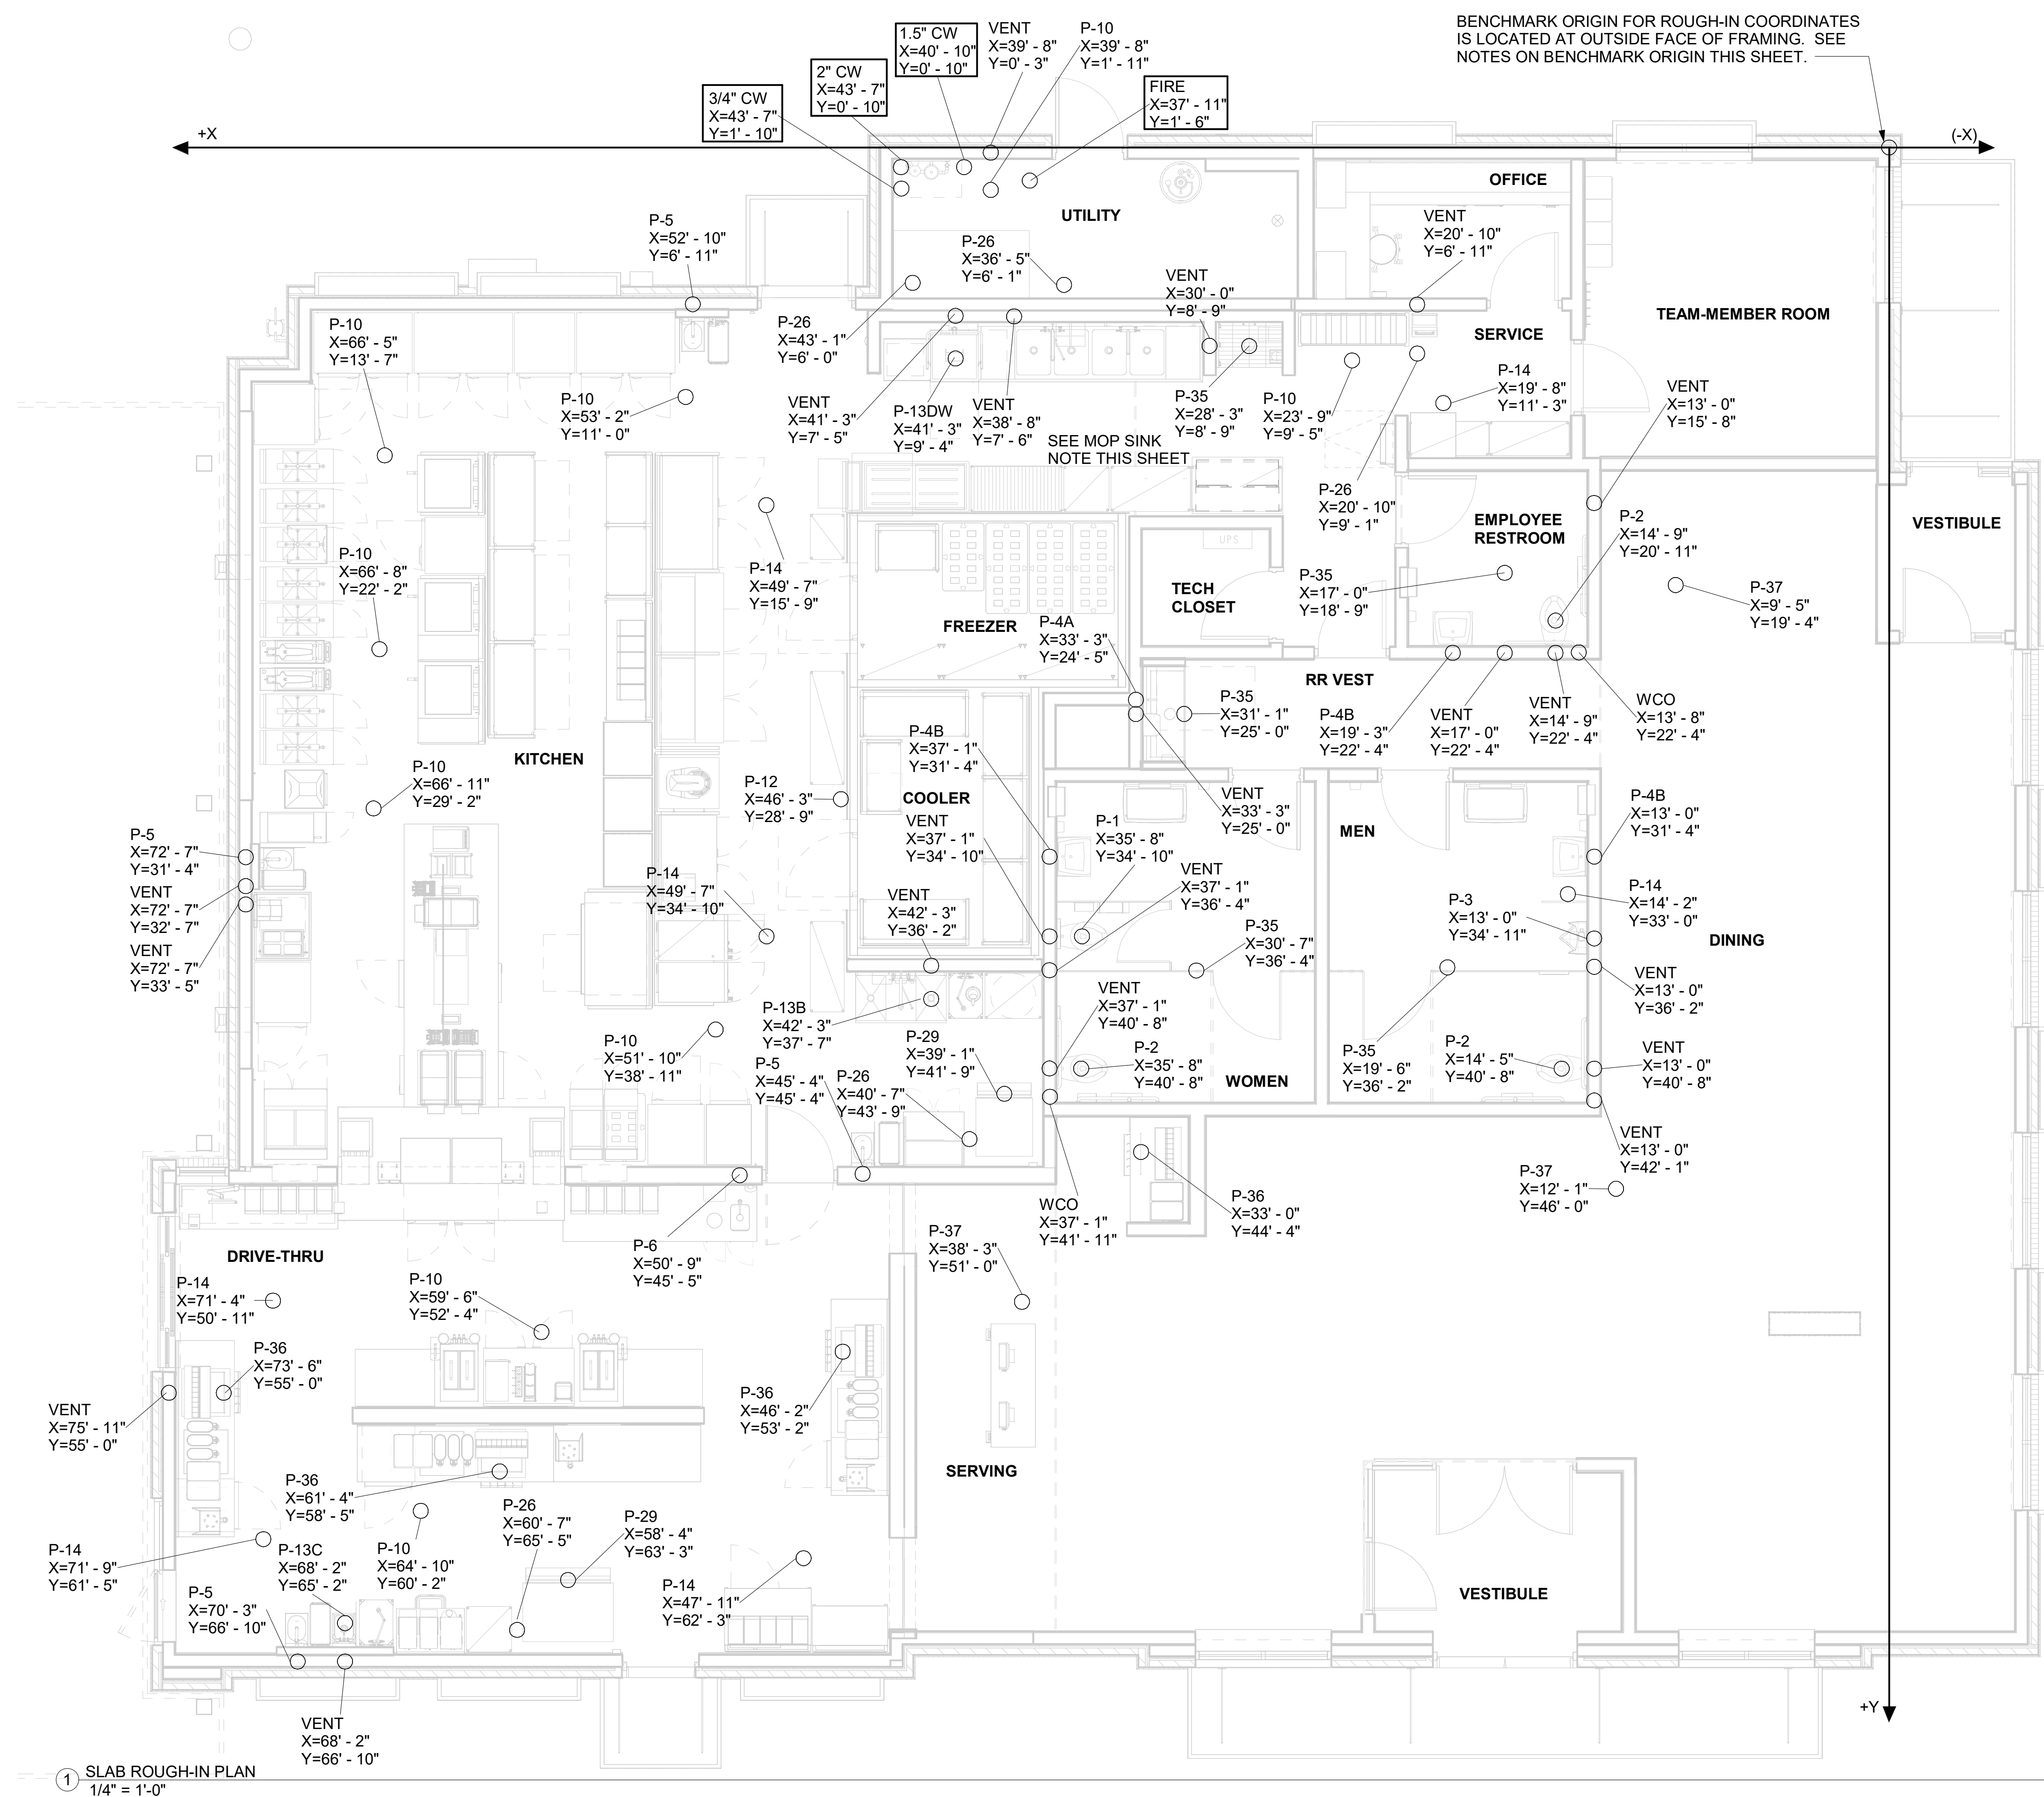 BENCHMARK ORIGIN FOR ROUGH-IN COORDINATES
IS LOCATED AT OUTSIDE FACE OF FRAMING. SEE
NOTES ON BENCHMARK ORIGIN THIS SHEET.
1.5" CW
X=40' - 10"
Y=0' - 10"
VENT
X=39' - 8"
Y=0' - 3"
P-10
X=39' - 8"
Y=1' - 11"
2" CW
X=43' - 7"
Y=0' - 10"
3/4" CW
X=43' - 7"
Y=1' - 10"
FIRE
X=37' - 11"
Y=1' - 6"
+X
(-X)
OFFICE
UTILITY
P-5
X=52' - 10"
Y=6' - 11"
P-26
X=36' - 5"
Y=6' - 1"
VENT
X=20' - 10"
Y=6' - 11"
VENT
X=30' - 0"
Y=8' - 9"
TEAM-MEMBER ROOM
SERVICE
P-10
X=66' - 5"
Y=13' - 7"
P-26
X=43' - 1"
Y=6' - 0"
P-10
X=53' - 2"
Y=11' - 0"
VENT
X=41' - 3"
Y=7' - 5"
P-13DW
X=41' - 3"
Y=9' - 4"
VENT
X=38' - 8"
Y=7' - 6"
P-35
X=28' - 3"
Y=8' - 9"
P-10
X=23' - 9"
Y=9' - 5"
P-14
X=19' - 8"
Y=11' - 3"
VENT
X=13' - 0"
Y=15' - 8"
SEE MOP SINK
NOTE THIS SHEET
P-26
X=20' - 10"
Y=9' - 1"
EMPLOYEE
RESTROOM
P-2
X=14' - 9"
Y=20' - 11"
VESTIBULE
UPS
P-10
X=66' - 8"
Y=22' - 2"
P-14
X=49' - 7"
Y=15' - 9"
TECH
CLOSET
P-35
X=17' - 0"
Y=18' - 9"
P-37
X=9' - 5"
Y=19' - 4"
FREEZER
P-4A
X=33' - 3"
Y=24' - 5"
RR VEST
P-35
X=31' - 1"
Y=25' - 0"
P-4B
X=19' - 3"
Y=22' - 4"
VENT
X=17' - 0"
Y=22' - 4"
VENT
X=14' - 9"
Y=22' - 4"
WCO
X=13' - 8"
Y=22' - 4"
KITCHEN
P-4B
X=37' - 1"
Y=31' - 4"
P-10
X=66' - 11"
Y=29' - 2"
P-12
X=46' - 3"
Y=28' - 9"
COOLER
VENT
X=37' - 1"
Y=34' - 10"
VENT
X=33' - 3"
Y=25' - 0"
P-1
X=35' - 8"
Y=34' - 10"
MEN
P-4B
X=13' - 0"
Y=31' - 4"
P-5
X=72' - 7"
Y=31' - 4"
VENT
X=72' - 7"
Y=32' - 7"
VENT
X=72' - 7"
Y=33' - 5"
P-14
X=49' - 7"
Y=34' - 10"
VENT
X=42' - 3"
Y=36' - 2"
VENT
X=37' - 1"
Y=36' - 4"
P-35
X=30' - 7"
Y=36' - 4"
P-3
X=13' - 0"
Y=34' - 11"
P-14
X=14' - 2"
Y=33' - 0"
DINING
VENT
X=13' - 0"
Y=36' - 2"
P-13B
X=42' - 3"
Y=37' - 7"
VENT
X=37' - 1"
Y=40' - 8"
P-10
X=51' - 10"
Y=38' - 11"
P-29
X=39' - 1"
Y=41' - 9"
P-5
X=45' - 4"
Y=45' - 4"
P-26
X=40' - 7"
Y=43' - 9"
P-2
X=35' - 8"
Y=40' - 8"
WOMEN
P-35
X=19' - 6"
Y=36' - 2"
P-2
X=14' - 5"
Y=40' - 8"
VENT
X=13' - 0"
Y=40' - 8"
VENT
X=13' - 0"
Y=42' - 1"
P-37
X=12' - 1"
Y=46' - 0"
WCO
X=37' - 1"
Y=41' - 11"
P-36
X=33' - 0"
Y=44' - 4"
DRIVE-THRU
P-6
X=50' - 9"
Y=45' - 5"
P-37
X=38' - 3"
Y=51' - 0"
P-14
X=71' - 4"
Y=50' - 11"
P-10
X=59' - 6"
Y=52' - 4"
P-36
X=73' - 6"
Y=55' - 0"
VENT
X=75' - 11"
Y=55' - 0"
P-36
X=46' - 2"
Y=53' - 2"
SERVING
P-36
X=61' - 4"
Y=58' - 5"
P-26
X=60' - 7"
Y=65' - 5"
P-29
X=58' - 4"
Y=63' - 3"
P-14
X=71' - 9"
Y=61' - 5"
P-13C
X=68' - 2"
Y=65' - 2"
P-10
X=64' - 10"
Y=60' - 2"
P-5
X=70' - 3"
Y=66' - 10"
P-14
X=47' - 11"
Y=62' - 3"
VESTIBULE
+Y
VENT
X=68' - 2"
Y=66' - 10"
1 SLAB ROUGH-IN PLAN
1/4" = 1'-0"